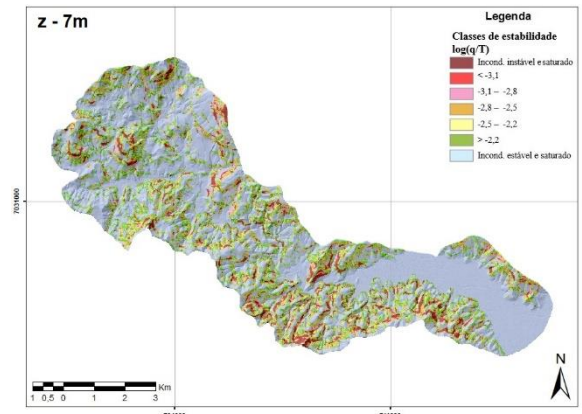 z - 7m
Legenda
Classes de estabilidade
log(q/T)
Incond. instável e saturado
< -3,1
-3,1 – -2,8
-2,8 – -2,5
-2,5 – -2,2
> -2,2
Incond. estável e saturado
7031000
N
1 0,5 0 1 2 3
Km